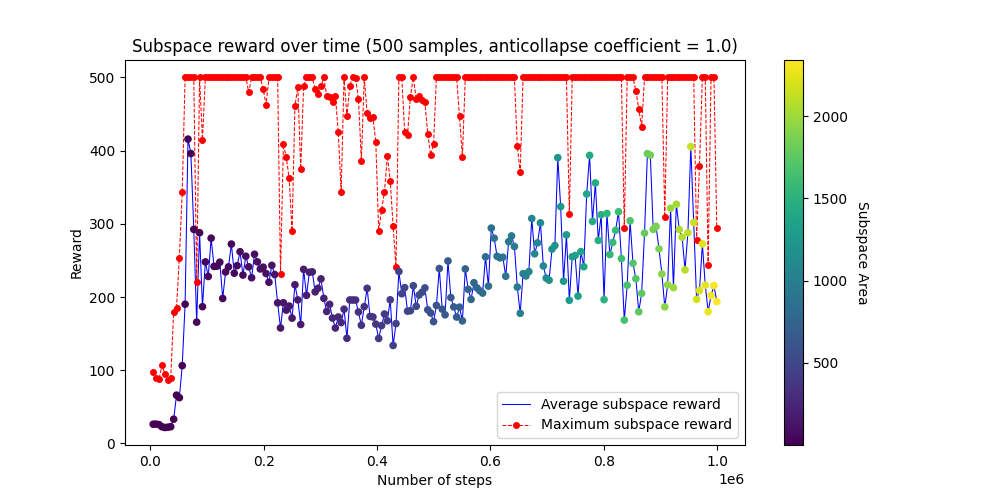 Subspace reward over time (500 samples, anticollapse coefficient = 1.0)
Reward
500
400
300
200
100
0
0.0 0.2 0.4 0.6 0.8 1.0
1e6
Number of steps
Average subspace reward
Maximum subspace reward
2000
1500
1000
500
Subspace Area